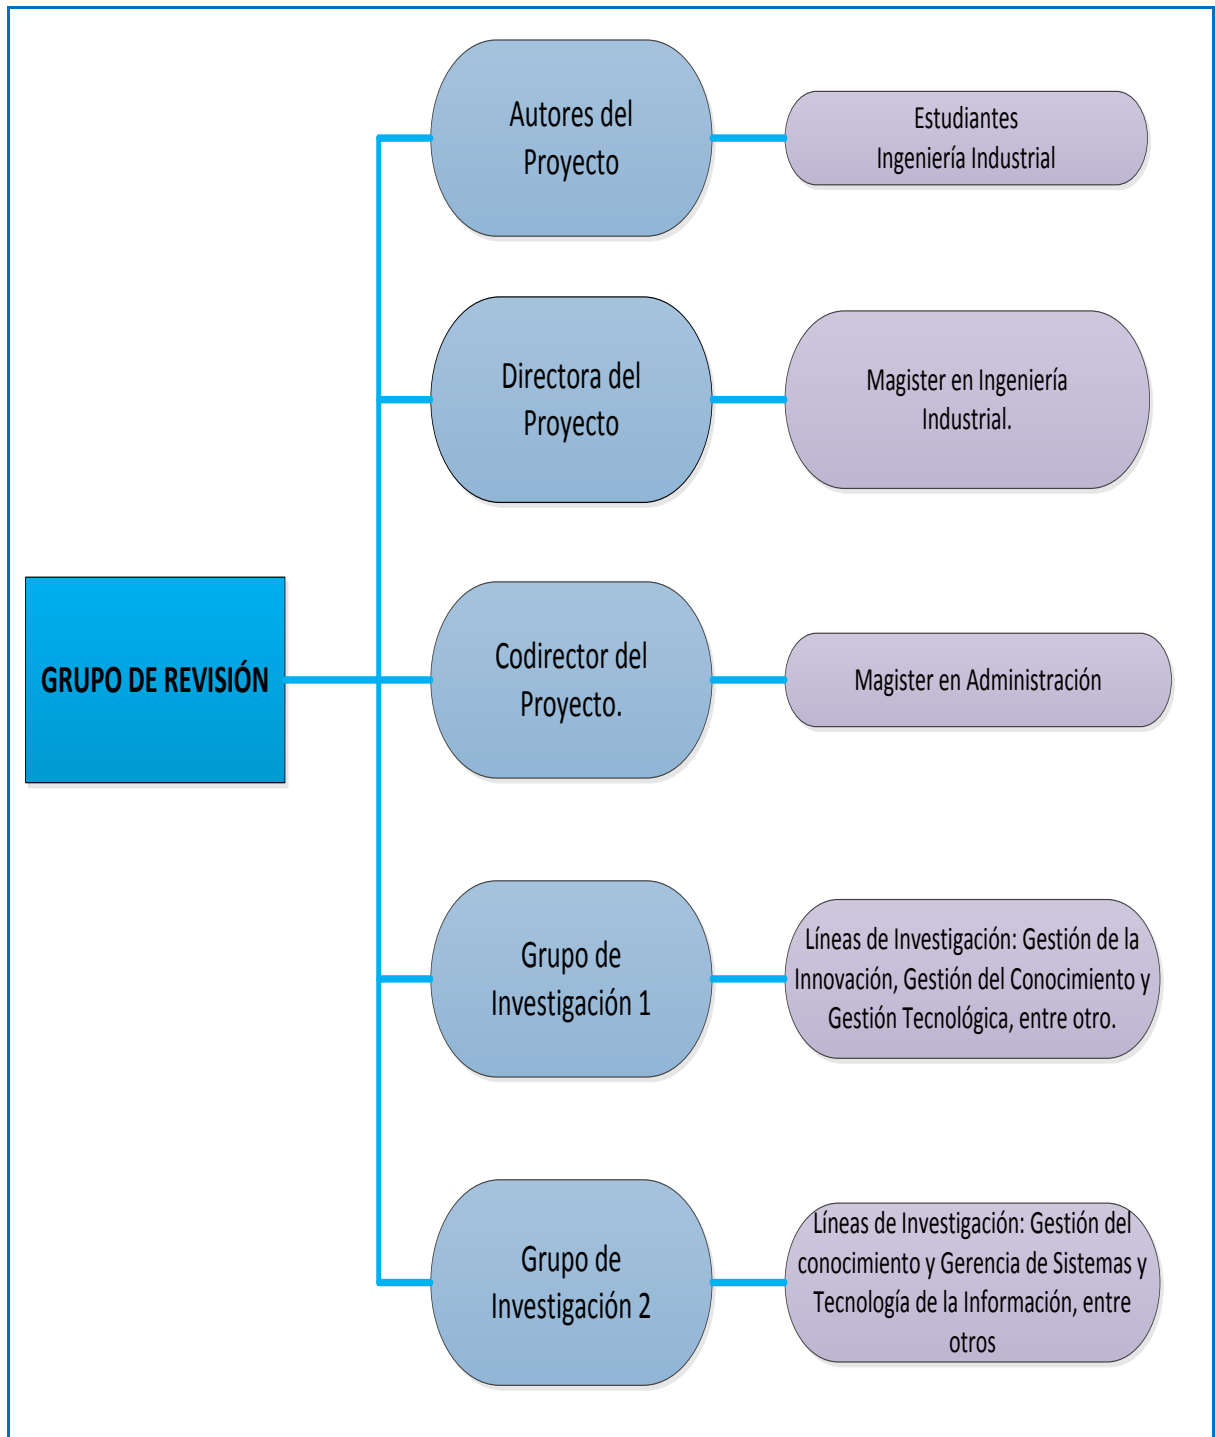 Autores del
Proyecto
Estudiantes
Ingeniería Industrial
Directora del
Proyecto
Magister en Ingeniería
Industrial.
GRUPO DE REVISIÓN
Codirector del
Proyecto.
Magister en Administración
Grupo de
Investigación 1
Líneas de Investigación: Gestión de la
Innovación, Gestión del Conocimiento y
Gestión Tecnológica, entre otro.
Grupo de
Investigación 2
Líneas de Investigación: Gestión del
conocimiento y Gerencia de Sistemas y
Tecnología de la Información, entre
otros